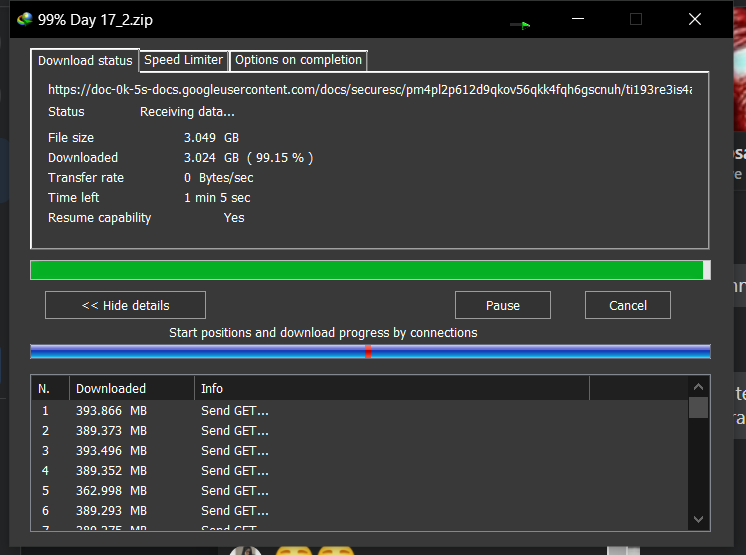 99% Day 17_2.zip
Download status Speed Limiter Options on completion
https://doc-0k-5s-docs.googleusercontent.com/docs/securesc/pm4pl2p612d9qkov56qkk4fqh6gscnuh/ti193re3is4a
Status Receiving data...
File size 3.049 GB
Downloaded 3.024 GB ( 99.15 % )
Transfer rate 0 Bytes/sec
Time left 1 min 5 sec
Resume capability Yes
<< Hide details Pause Cancel
Start positions and download progress by connections
N. Downloaded Info
1 393.866 MB Send GET...
2 389.373 MB Send GET...
3 393.496 MB Send GET...
4 389.352 MB Send GET...
5 362.998 MB Send GET...
6 389.293 MB Send GET...
7 389.275 MB Send GET...